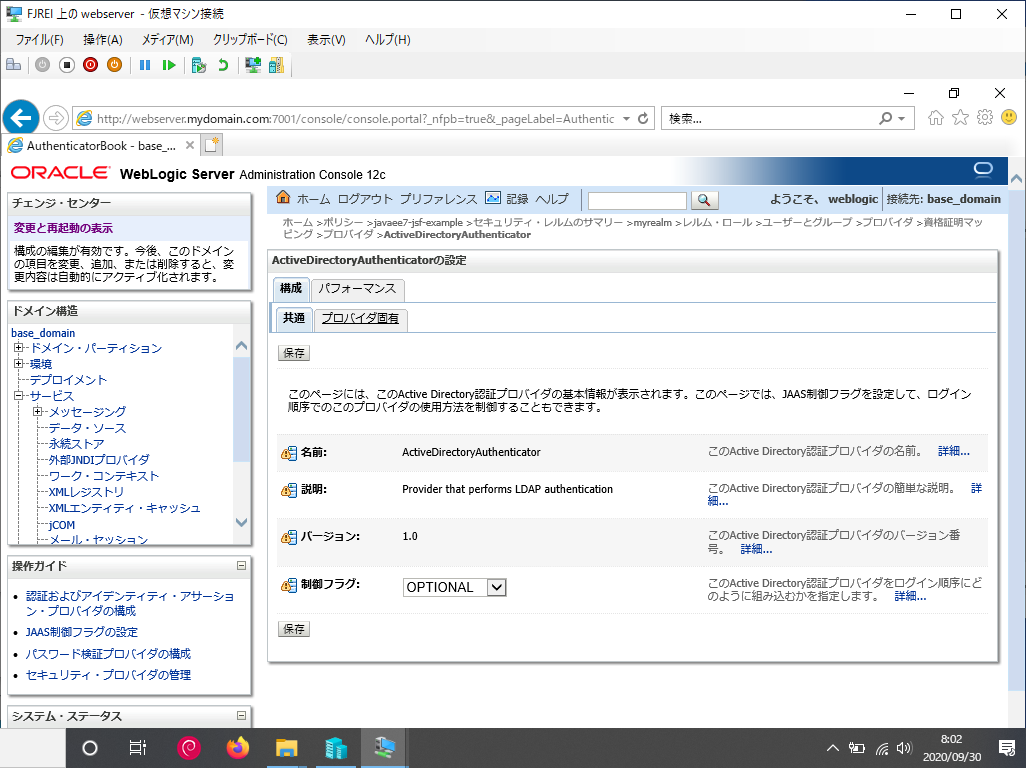 FJREI 上の webserver - 仮想マシン接続
ファイル(F) 操作(A) メディア(M) クリップボード(C) 表示(V) ヘルプ(H)
http://webserver.mydomain.com:7001/console/console.portal?_nfpb=true&_pageLabel=Authentic
検索...
AuthenticatorBook - base_...
ORACLE WebLogic Server Administration Console 12c
チェンジ・センター
変更と再起動の表示
構成の編集が有効です。今後、このドメイン
の項目を変更、追加、または削除すると、変
更内容は自動的にアクティブ化されます。
ドメイン構造
base_domain
ドメイン・パーティション
環境
デプロイメント
サービス
メッセージング
データ・ソース
永続ストア
外部JNDIプロバイダ
ワーク・コンテキスト
XMLレジストリ
XMLエンティティ・キャッシュ
jCOM
メール・セッション
操作ガイド
認証およびアイデンティティ・アサーショ
ン・プロバイダの構成
JAAS制御フラグの設定
パスワード検証プロバイダの構成
セキュリティ・プロバイダの管理
システム・ステータス
ホーム ログアウト プリファレンス 記録 ヘルプ
ようこそ、 weblogic 接続先: base_domain
ホーム >ポリシー >javaee7-jsf-example >セキュリティ・レルムのサマリー >myrealm >レルム・ロール >ユーザーとグループ >プロバイダ >資格証明マ
ッピング >プロバイダ >ActiveDirectoryAuthenticator
ActiveDirectoryAuthenticatorの設定
構成 パフォーマンス
共通 プロバイダ固有
保存
このページには、このActive Directory認証プロバイダの基本情報が表示されます。このページでは、JAAS制御フラグを設定して、ログイン
順序でのこのプロバイダの使用方法を制御することもできます。
名前: ActiveDirectoryAuthenticator このActive Directory認証プロバイダの名前。 詳細...
説明: Provider that performs LDAP authentication このActive Directory認証プロバイダの簡単な説明。 詳
細...
バージョン: 1.0 このActive Directory認証プロバイダのバージョン番
号。 詳細...
制御フラグ: OPTIONAL このActive Directory認証プロバイダをログイン順序にど
のように組み込むかを指定します。 詳細...
保存
8:02
2020/09/30